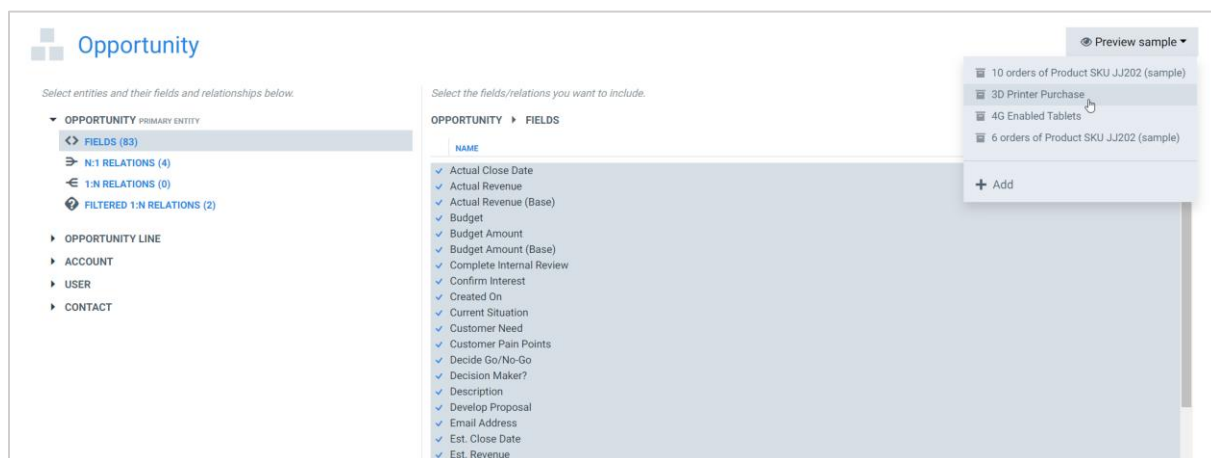 Opportunity
Preview sample
10 orders of Product SKU JJ202 (sample)
3D Printer Purchase
4G Enabled Tablets
6 orders of Product SKU JJ202 (sample)
Add
Select entities and their fields and relationships below.
OPPORTUNITY PRIMARY ENTITY
FIELDS (83)
N:1 RELATIONS (4)
1:N RELATIONS (0)
FILTERED 1:N RELATIONS (2)
OPPORTUNITY LINE
ACCOUNT
USER
CONTACT
Select the fields/relations you want to include.
OPPORTUNITY FIELDS
NAME
Actual Close Date
Actual Revenue
Actual Revenue (Base)
Budget
Budget Amount
Budget Amount (Base)
Complete Internal Review
Confirm Interest
Created On
Current Situation
Customer Need
Customer Pain Points
Decide Go/No-Go
Decision Maker?
Description
Develop Proposal
Email Address
Est. Close Date
Est. Revenue